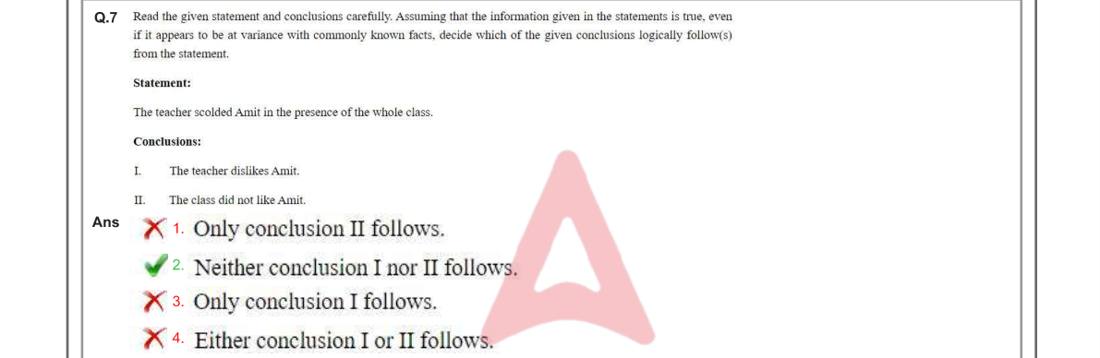 Q.7 Read the given statement and conclusions carefully. Assuming that the information given in the statements is true, even
if it appears to be at variance with commonly known facts, decide which of the given conclusions logically follow(s)
from the statement.
Statement:
The teacher scolded Amit in the presence of the whole class.
Conclusions:
I. The teacher dislikes Amit.
II. The class did not like Amit.
Ans 1. Only conclusion II follows.
2. Neither conclusion I nor II follows.
3. Only conclusion I follows.
4. Either conclusion I or II follows.